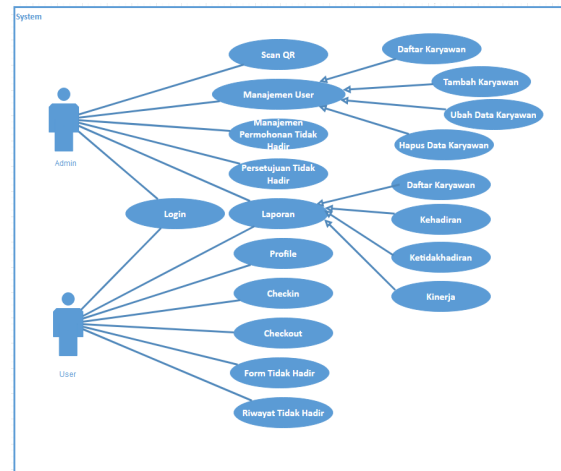 System
Scan QR
Daftar Karyawan
Manajemen User
Tambah Karyawan
Ubah Data Karyawan
Manajemen
Permohonan Tidak
Hadir
Hapus Data Karyawan
Admin
Persetujuan Tidak
Hadir
Daftar Karyawan
Login
Laporan
Kehadiran
Profile
Ketidakhadiran
Checkin
Kinerja
Checkout
User
Form Tidak Hadir
Riwayat Tidak Hadir